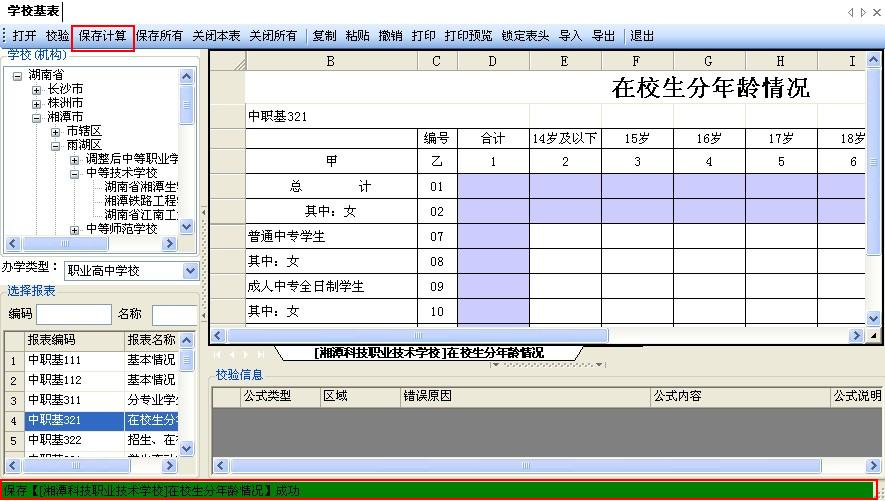 学校基表
打开 校验 保存计算 保存所有 关闭本表 关闭所有 复制 粘贴 撤销 打印 打印预览 锁定表头 导入 导出 退出
学校(机构)
湖南省
长沙市
株洲市
湘潭市
市辖区
雨湖区
调整后中等职业学
中等技术学校
湖南省湘潭生
湘潭铁路工程
湖南省江南工
中等师范学校
办学类型： 职业高中学校
选择报表
编码 名称
报表编码 报表名称
1 中职基111 基本情况
2 中职基112 基本情况
3 中职基311 分专业学
4 中职基321 在校生分
5 中职基322 招生、在
B C D E F G H I
在校生分年龄情况
中职基321
编号 合计 14岁及以下 15岁 16岁 17岁 18岁
甲 乙 1 2 3 4 5 6
总 计 01
其中：女 02
普通中专学生 07
其中：女 08
成人中专全日制学生 09
其中：女 10
[湘潭科技职业技术学校]在校生分年龄情况
校验信息
公式类型 区域 错误原因 公式内容 公式说明
保存【[湘潭科技职业技术学校]在校生分年龄情况】成功